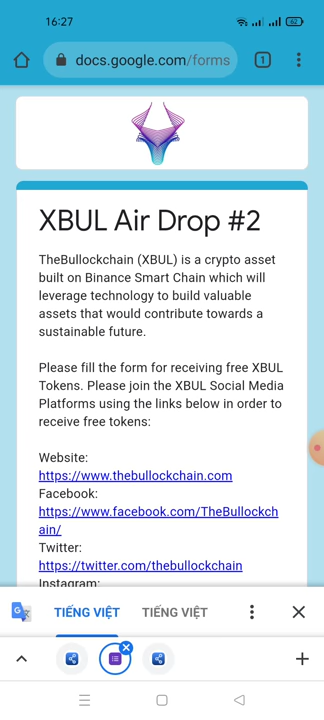 16:27
62
docs.google.com/forms
1
XBUL Air Drop #2
TheBullockchain (XBUL) is a crypto asset
built on Binance Smart Chain which will
leverage technology to build valuable
assets that would contribute towards a
sustainable future.
Please fill the form for receiving free XBUL
Tokens. Please join the XBUL Social Media
Platforms using the links below in order to
receive free tokens:
Website:
https://www.thebullockchain.com
Facebook:
https://www.facebook.com/TheBullockch
ain/
Twitter:
https://twitter.com/thebullockchain
Instagram:
TIẾNG VIỆT TIẾNG VIỆT